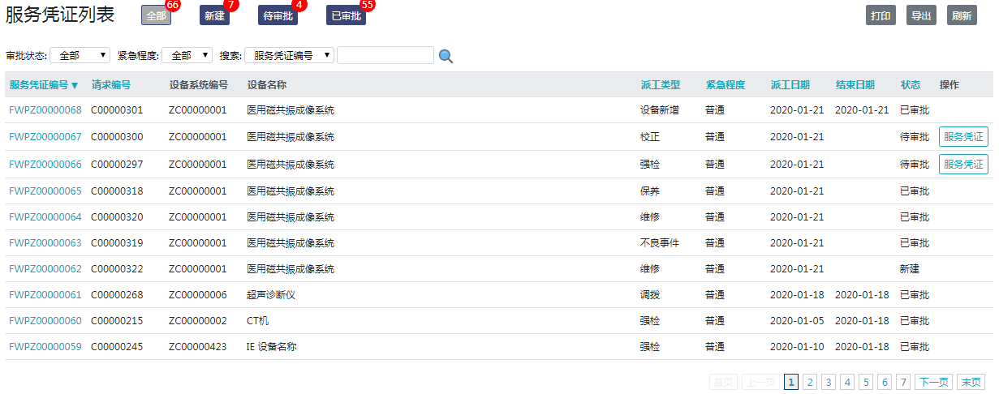 服务凭证列表 全部 66 新建 7 待审批 4 已审批 55 打印 导出 刷新
审批状态: 全部 紧急程度: 全部 搜索: 服务凭证编号
服务凭证编号▼ 请求编号 设备系统编号 设备名称 派工类型 紧急程度 派工日期 结束日期 状态 操作
FWPZ00000068 C00000301 ZC00000001 医用磁共振成像系统 设备新增 普通 2020-01-21 2020-01-21 已审批
FWPZ00000067 C00000300 ZC00000001 医用磁共振成像系统 校正 普通 2020-01-21 待审批 服务凭证
FWPZ00000066 C00000297 ZC00000001 医用磁共振成像系统 强检 普通 2020-01-21 待审批 服务凭证
FWPZ00000065 C00000318 ZC00000001 医用磁共振成像系统 保养 普通 2020-01-21 已审批
FWPZ00000064 C00000320 ZC00000001 医用磁共振成像系统 维修 普通 2020-01-21 已审批
FWPZ00000063 C00000319 ZC00000001 医用磁共振成像系统 不良事件 普通 2020-01-21 已审批
FWPZ00000062 C00000322 ZC00000001 医用磁共振成像系统 维修 普通 2020-01-21 新建
FWPZ00000061 C00000268 ZC00000006 超声诊断仪 调拨 普通 2020-01-18 2020-01-18 已审批
FWPZ00000060 C00000215 ZC00000002 CT机 强检 普通 2020-01-05 2020-01-18 已审批
FWPZ00000059 C00000245 ZC00000423 IE 设备名称 强检 普通 2020-01-10 2020-01-18 已审批
首页 上一页 1 2 3 4 5 6 7 下一页 末页